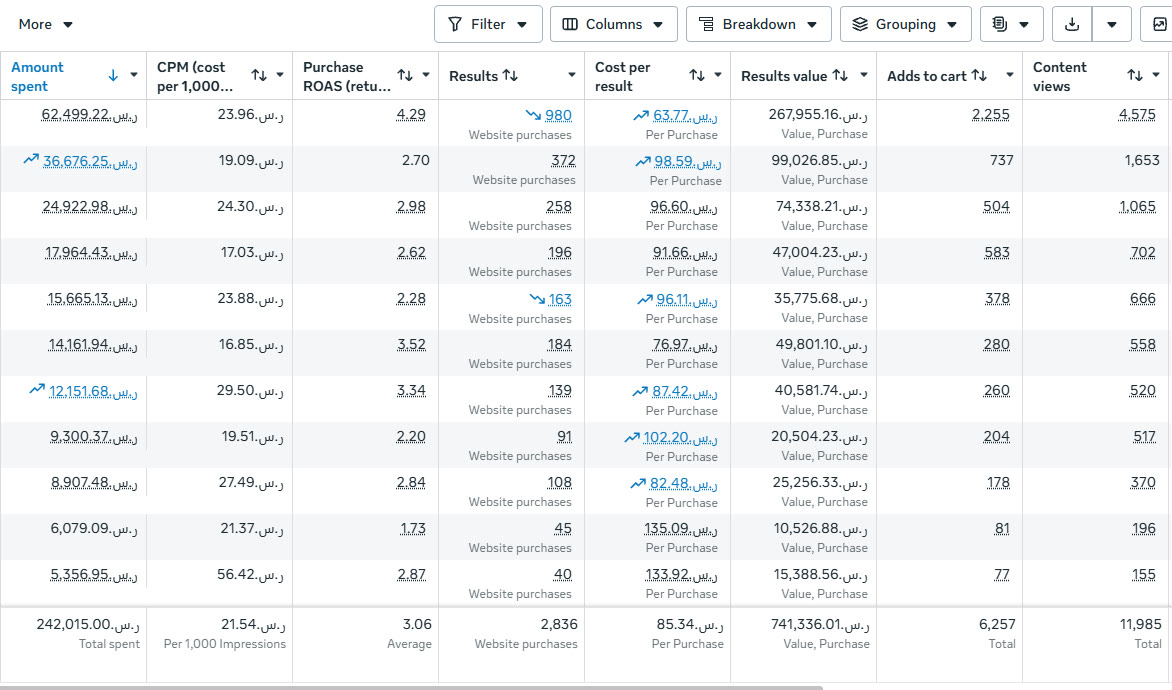 More
Filter
Columns
Breakdown
Grouping
Amount spent
CPM (cost per 1,000...
Purchase ROAS (retu...
Results
Cost per result
Results value
Adds to cart
Content views
62,499.22.ر.س 23.96.ر.س 4.29 980 63.77.ر.س 267,955.16.ر.س 2,255 4,575
Website purchases Per Purchase Value, Purchase
36,676.25.ر.س 19.09.ر.س 2.70 372 98.59.ر.س 99,026.85.ر.س 737 1,653
Website purchases Per Purchase Value, Purchase
24,922.98.ر.س 24.30.ر.س 2.98 258 96.60.ر.س 74,338.21.ر.س 504 1,065
Website purchases Per Purchase Value, Purchase
17,964.43.ر.س 17.03.ر.س 2.62 196 91.66.ر.س 47,004.23.ر.س 583 702
Website purchases Per Purchase Value, Purchase
15,665.13.ر.س 23.88.ر.س 2.28 163 96.11.ر.س 35,775.68.ر.س 378 666
Website purchases Per Purchase Value, Purchase
14,161.94.ر.س 16.85.ر.س 3.52 184 76.97.ر.س 49,801.10.ر.س 280 558
Website purchases Per Purchase Value, Purchase
12,151.68.ر.س 29.50.ر.س 3.34 139 87.42.ر.س 40,581.74.ر.س 260 520
Website purchases Per Purchase Value, Purchase
9,300.37.ر.س 19.51.ر.س 2.20 91 102.20.ر.س 20,504.23.ر.س 204 517
Website purchases Per Purchase Value, Purchase
8,907.48.ر.س 27.49.ر.س 2.84 108 82.48.ر.س 25,256.33.ر.س 178 370
Website purchases Per Purchase Value, Purchase
6,079.09.ر.س 21.37.ر.س 1.73 45 135.09.ر.س 10,526.88.ر.س 81 196
Website purchases Per Purchase Value, Purchase
5,356.95.ر.س 56.42.ر.س 2.87 40 133.92.ر.س 15,388.56.ر.س 77 155
Website purchases Per Purchase Value, Purchase
242,015.00.ر.س 21.54.ر.س 3.06 2,836 85.34.ر.س 741,336.01.ر.س 6,257 11,985
Total spent Per 1,000 Impressions Average Website purchases Per Purchase Value, Purchase Total Total